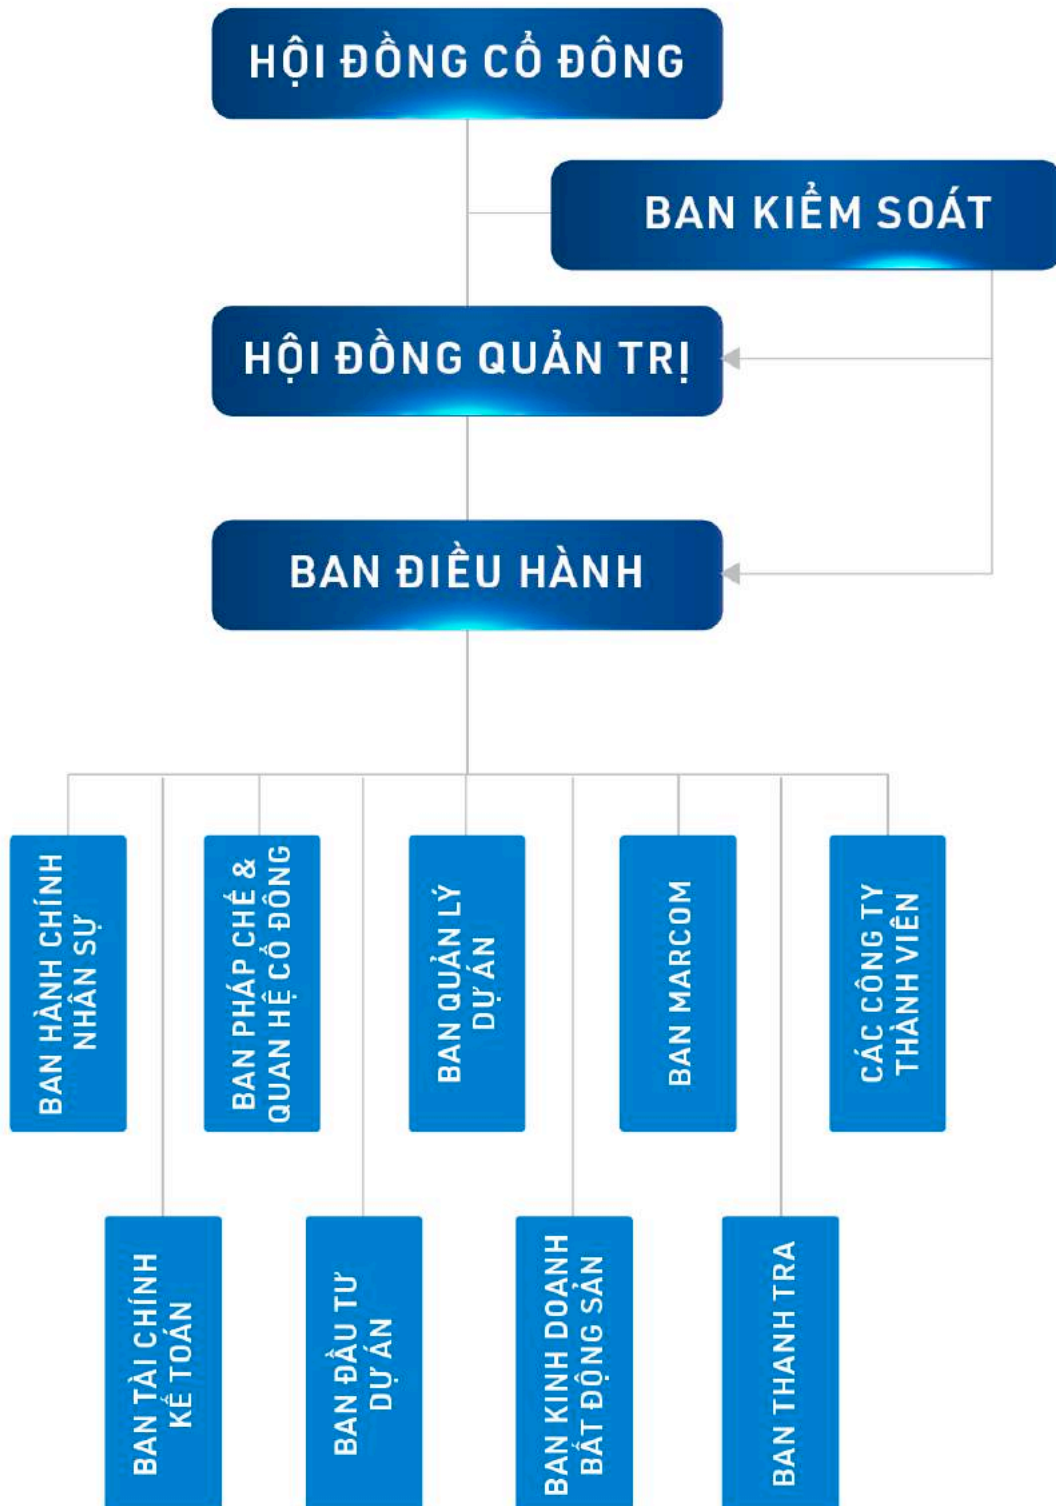 HỘI ĐỒNG CỔ ĐÔNG
BAN KIỂM SOÁT
HỘI ĐỒNG QUẢN TRỊ
BAN ĐIỀU HÀNH
BAN HÀNH CHÍNH
NHÂN SỰ
BAN PHÁP CHẾ &
QUAN HỆ CỔ ĐÔNG
BAN QUẢN LÝ
DỰ ÁN
BAN MARCOM
CÁC CÔNG TY
THÀNH VIÊN
BAN TÀI CHÍNH
KẾ TOÁN
BAN ĐẦU TƯ
DỰ ÁN
BAN KINH DOANH
BẤT ĐỘNG SẢN
BAN THANH TRA